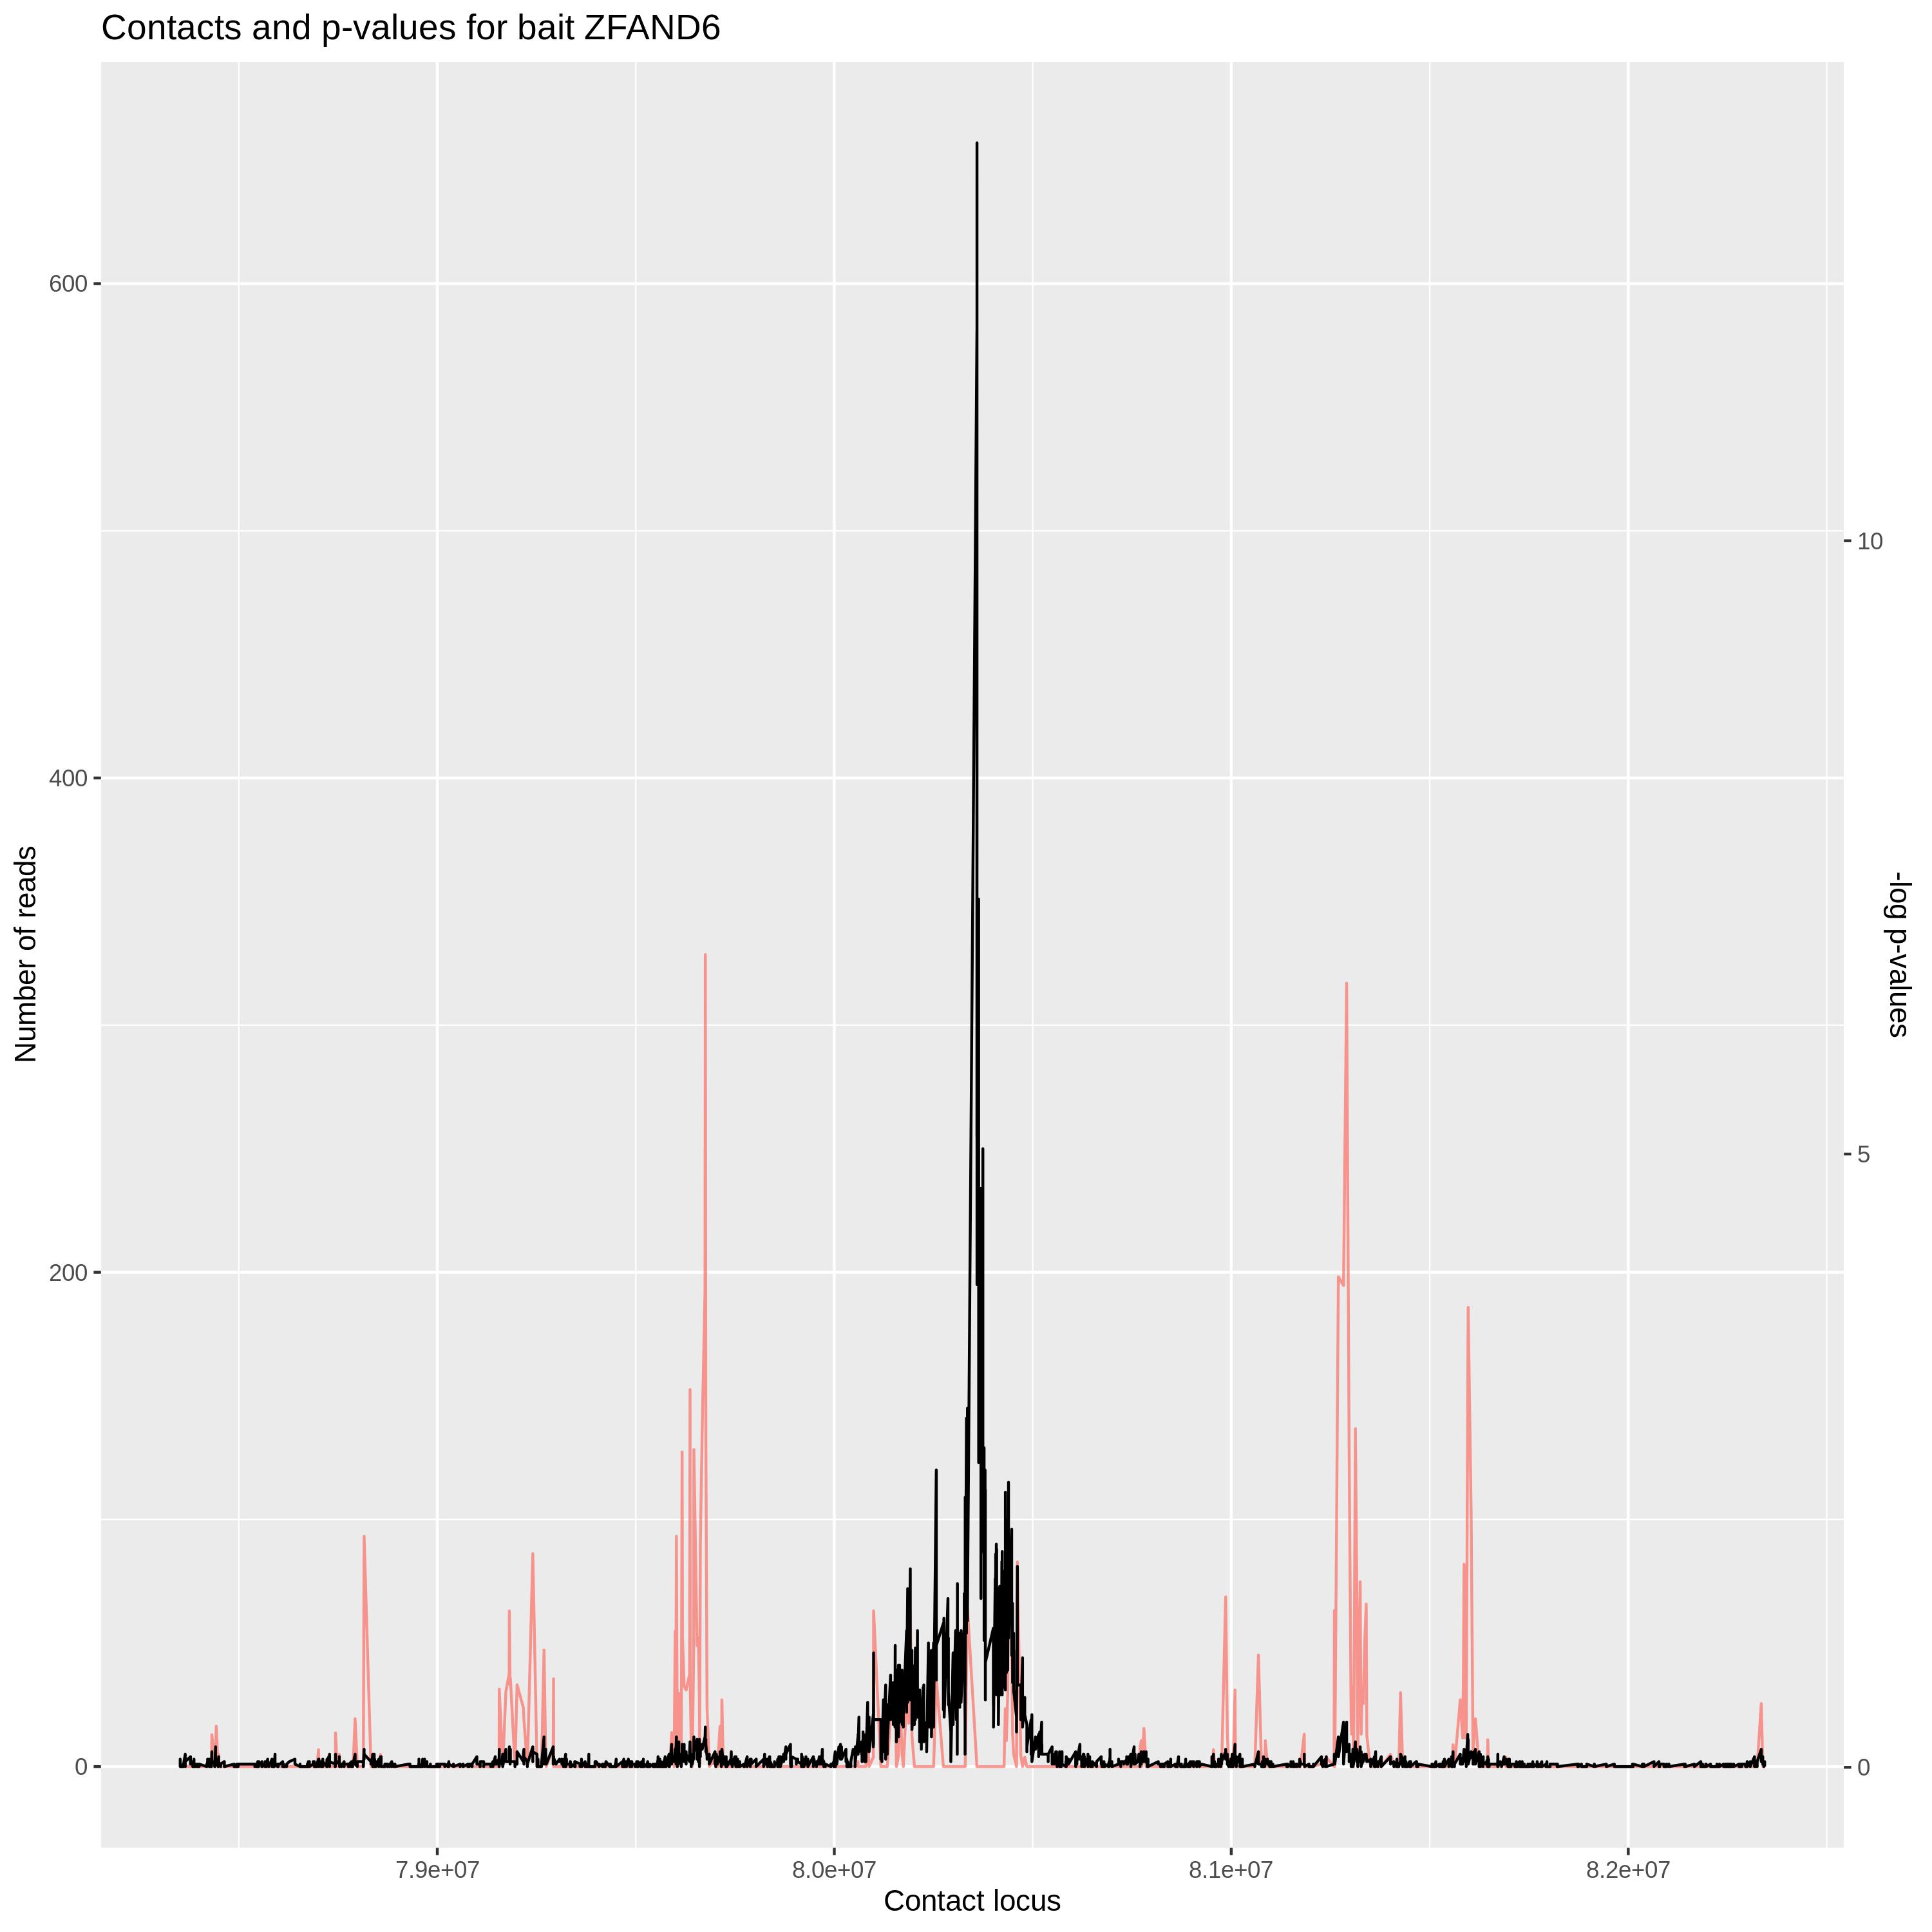 Contacts and p-values for bait ZFAND6
Number of reads
600
400
200
0
10
5
0
-log p-values
7.9e+07
8.0e+07
8.1e+07
8.2e+07
Contact locus